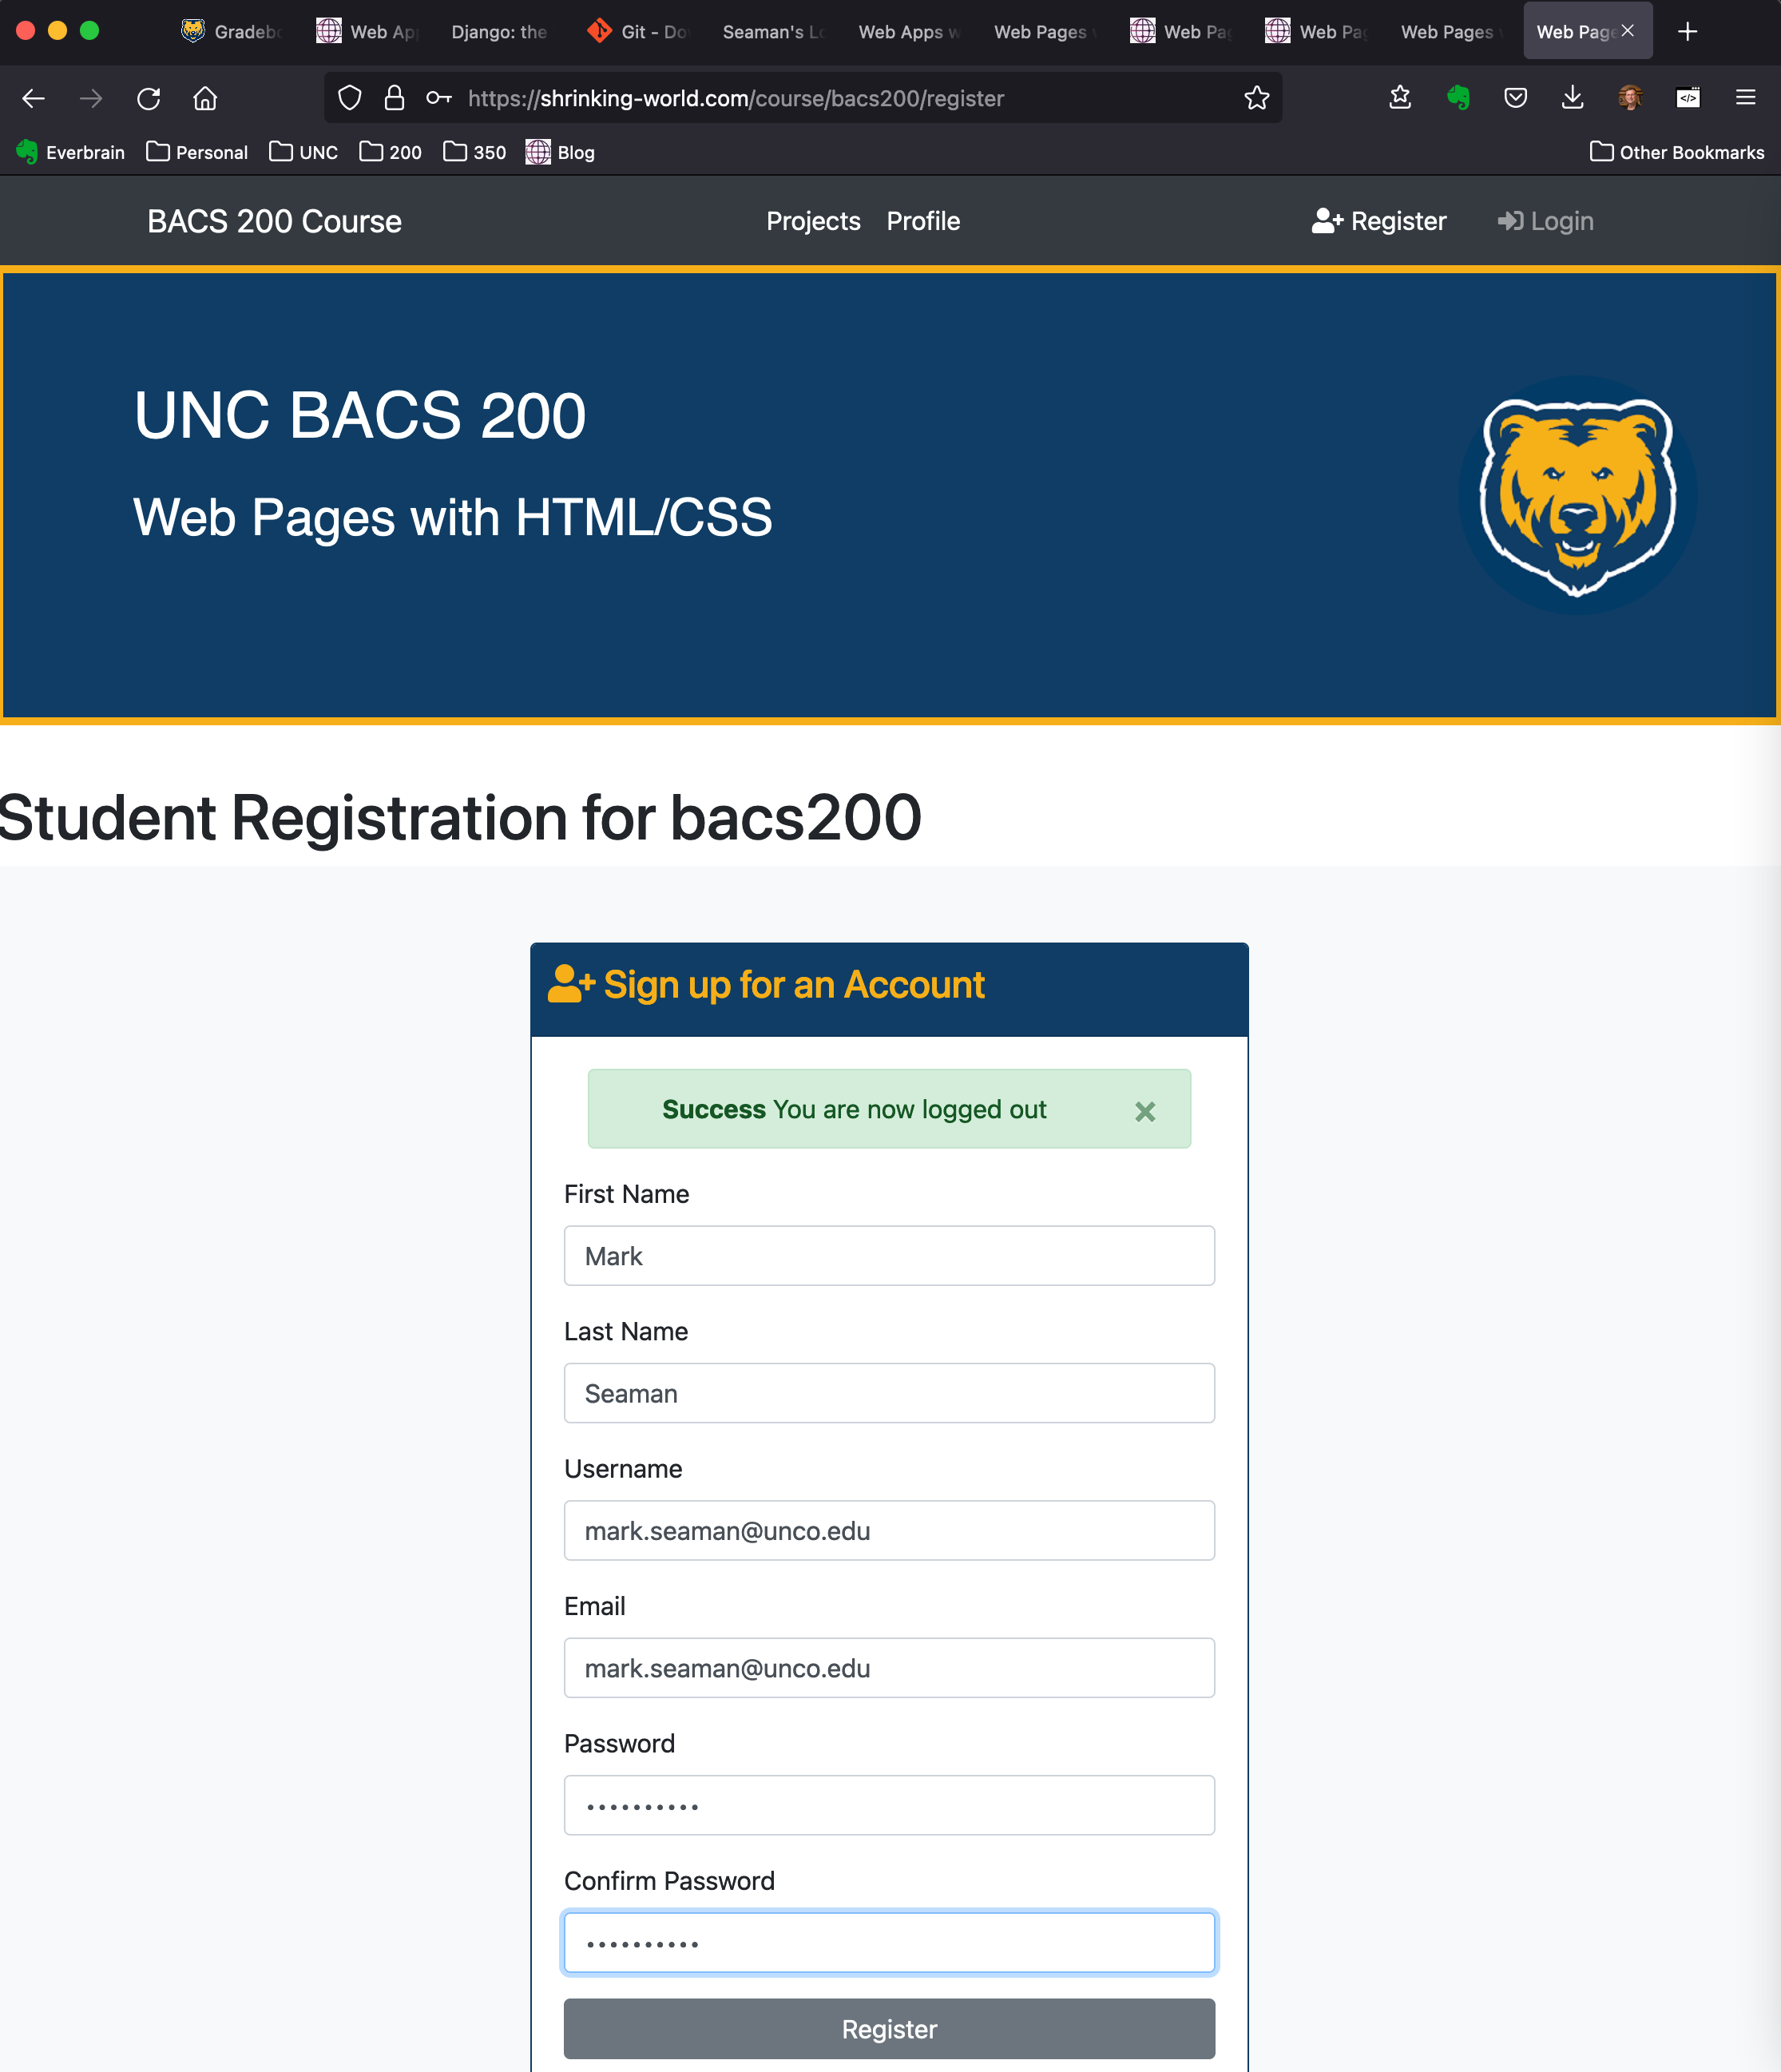 Gradeb
Web Ap
Django: the
Git - Do
Seaman's Lo
Web Apps w
Web Pages
Web Pag
Web Pag
Web Pages
Web Page
https://shrinking-world.com/course/bacs200/register
Everbrain Personal UNC 200 350 Blog Other Bookmarks
BACS 200 Course Projects Profile Register Login
UNC BACS 200
Web Pages with HTML/CSS
Student Registration for bacs200
Sign up for an Account
Success You are now logged out ×
First Name
Mark
Last Name
Seaman
Username
mark.seaman@unco.edu
Email
mark.seaman@unco.edu
Password
••••••••••
Confirm Password
••••••••••
Register